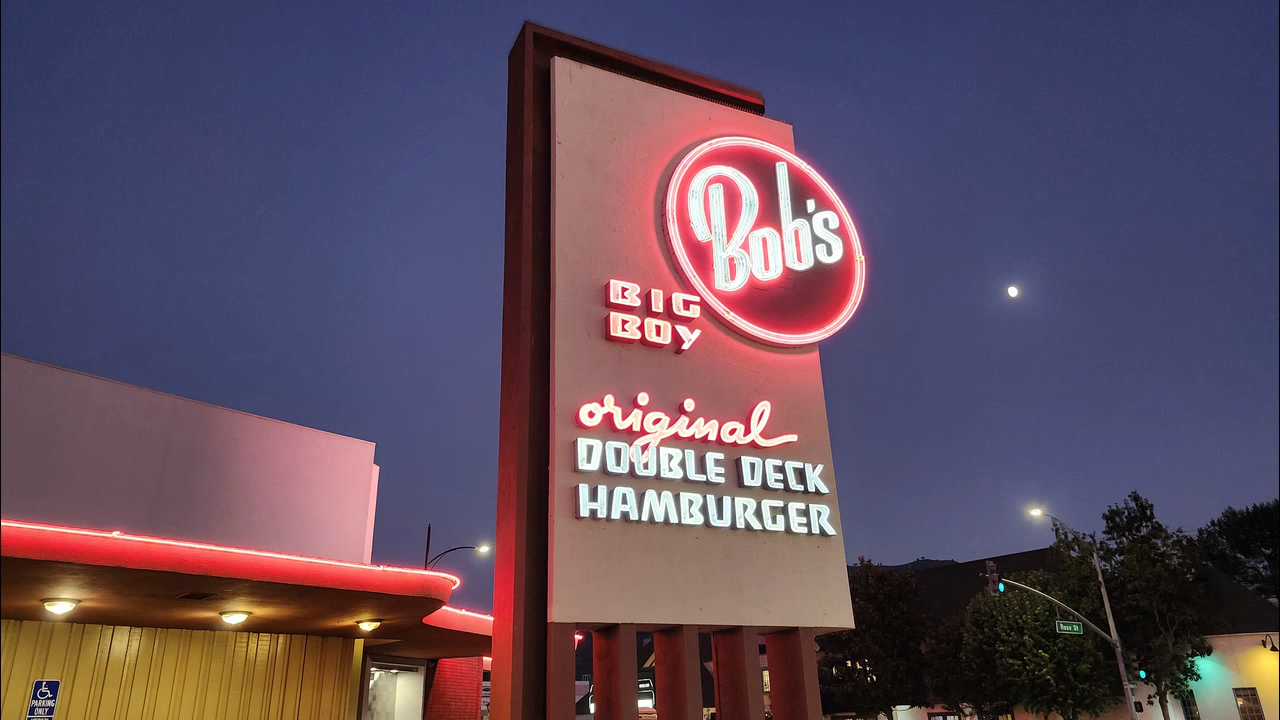 Bob's
BIG
BOY
original
DOUBLE DECK
HAMBURGER
Rose St
PARKING
ONLY